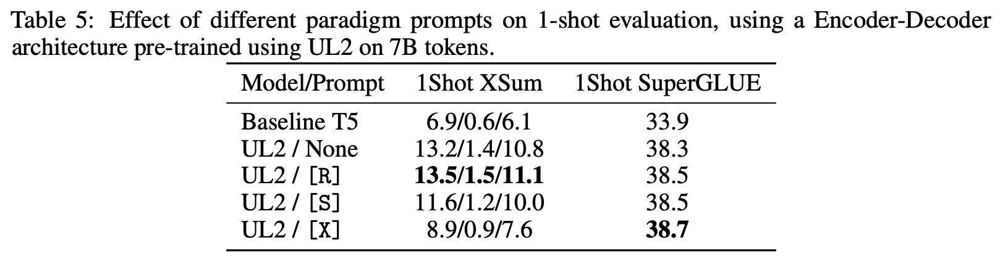 Table 5: Effect of different paradigm prompts on 1-shot evaluation, using a Encoder-Decoder
architecture pre-trained using UL2 on 7B tokens.
Model/Prompt 1Shot XSum 1Shot SuperGLUE
Baseline T5 6.9/0.6/6.1 33.9
UL2 / None 13.2/1.4/10.8 38.3
UL2 / [R] 13.5/1.5/11.1 38.5
UL2 / [S] 11.6/1.2/10.0 38.5
UL2 / [X] 8.9/0.9/7.6 38.7